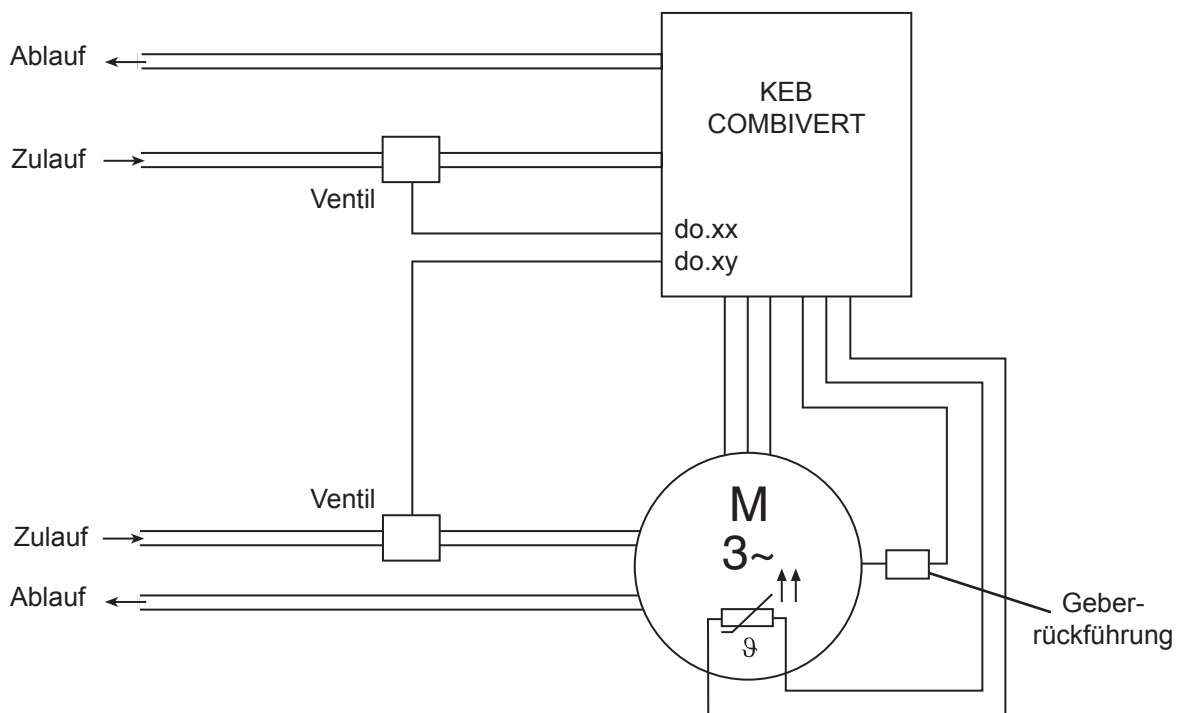 Ablauf
KEB
COMBIVERT
Zulauf
Ventil
do.xx
do.xy
Ventil
M
3~
Zulauf
Ablauf
ϑ
Geber-
rückführung